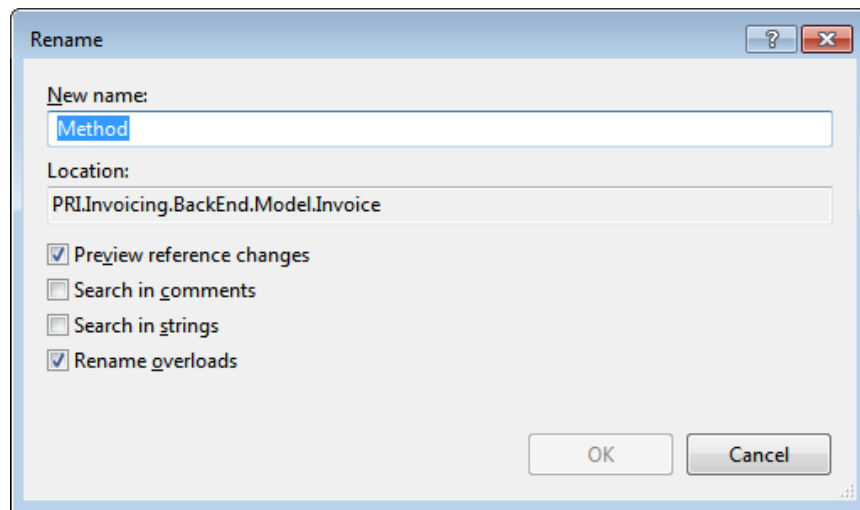 Rename
New name:
Method
Location:
PRI.Invoicing.BackEnd.Model.Invoice
Preview reference changes
Search in comments
Search in strings
Rename overloads
OK Cancel